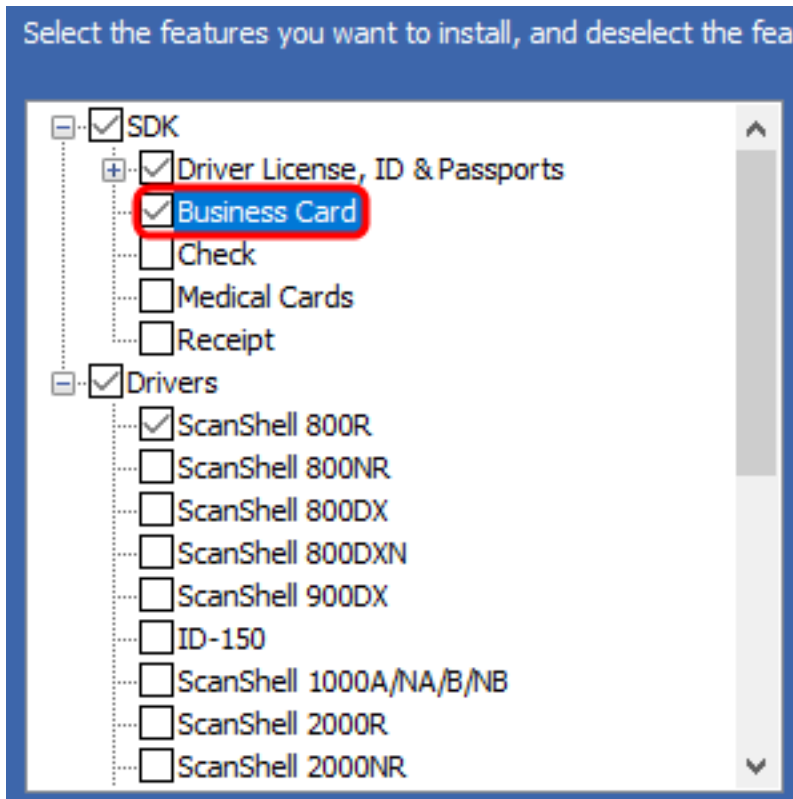 Select the features you want to install, and deselect the fea
SDK
Driver License, ID & Passports
Business Card
Check
Medical Cards
Receipt
Drivers
ScanShell 800R
ScanShell 800NR
ScanShell 800DX
ScanShell 800DXN
ScanShell 900DX
ID-150
ScanShell 1000A/NA/B/NB
ScanShell 2000R
ScanShell 2000NR